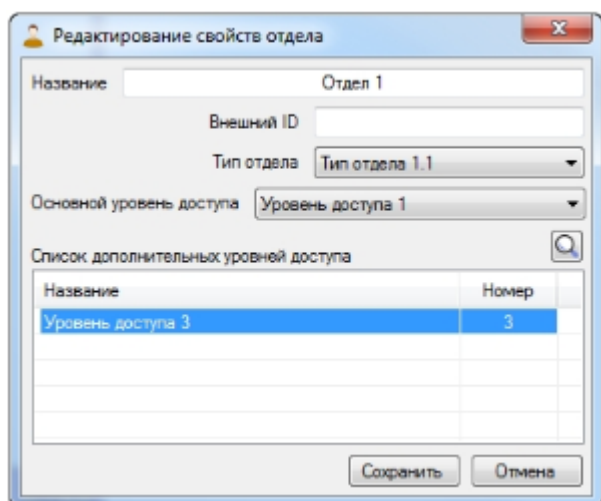 Редактирование свойств отдела
Название Отдел 1
Внешний ID
Тип отдела Тип отдела 1.1
Основной уровень доступа Уровень доступа 1
Список дополнительных уровней доступа
Название Номер
Уровень доступа 3 3
Сохранить Отмена